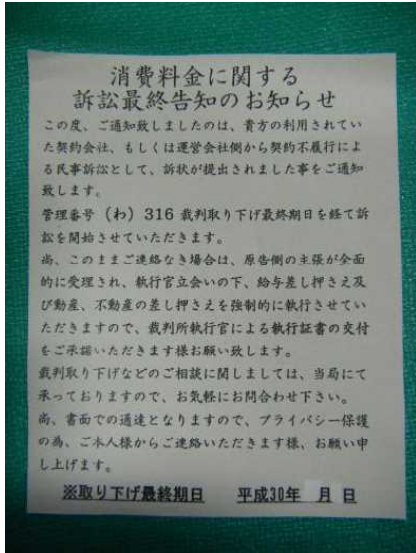 消費料金に関する
訴訟最終告知のお知らせ
この度、ご通知致しましたのは、貴方の利用されてい
た契約会社、もしくは運営会社側から契約不履行によ
る民事訴訟として、訴状が提出されました事をご通知
致します。
管理番号（わ）316 裁判取り下げ最終期日を経て訴
訟を開始させていただきます。
尚、このままご連絡なき場合は、原告側の主張が全面
的に受理され、執行官立会いの下、給与差し押さえ及
び動産、不動産の差し押さえを強制的に執行させてい
ただきますので、裁判所執行官による執行証書の交付
をご承諾いただきます様お願い致します。
裁判取り下げなどのご相談に関しましては、当局にて
承っておりますので、お気軽にお問合わせ下さい。
尚、書面での通達となりますので、プライバシー保護
の為、ご本人様からご連絡いただきます様、お願い申
し上げます。
※取り下げ最終期日 平成30年 月 日